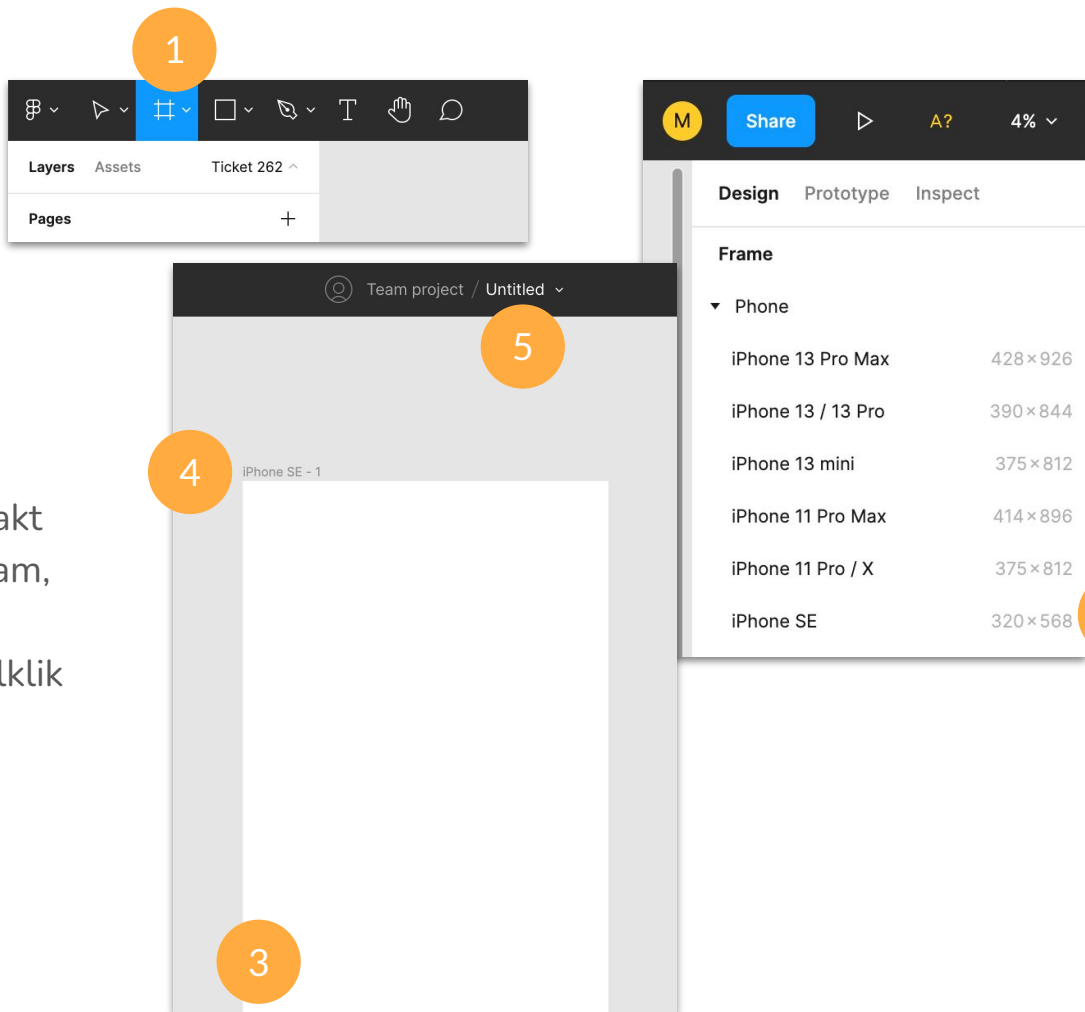 1
Layers Assets Ticket 262
Pages
M Share A? 4%
Design Prototype Inspect
Frame
Phone
iPhone 13 Pro Max 428×926
iPhone 13 / 13 Pro 390×844
iPhone 13 mini 375×812
iPhone 11 Pro Max 414×896
iPhone 11 Pro / X 375×812
iPhone SE 320×568
Team project / Untitled
5
4
iPhone SE - 1
akt
am,
lklik
3